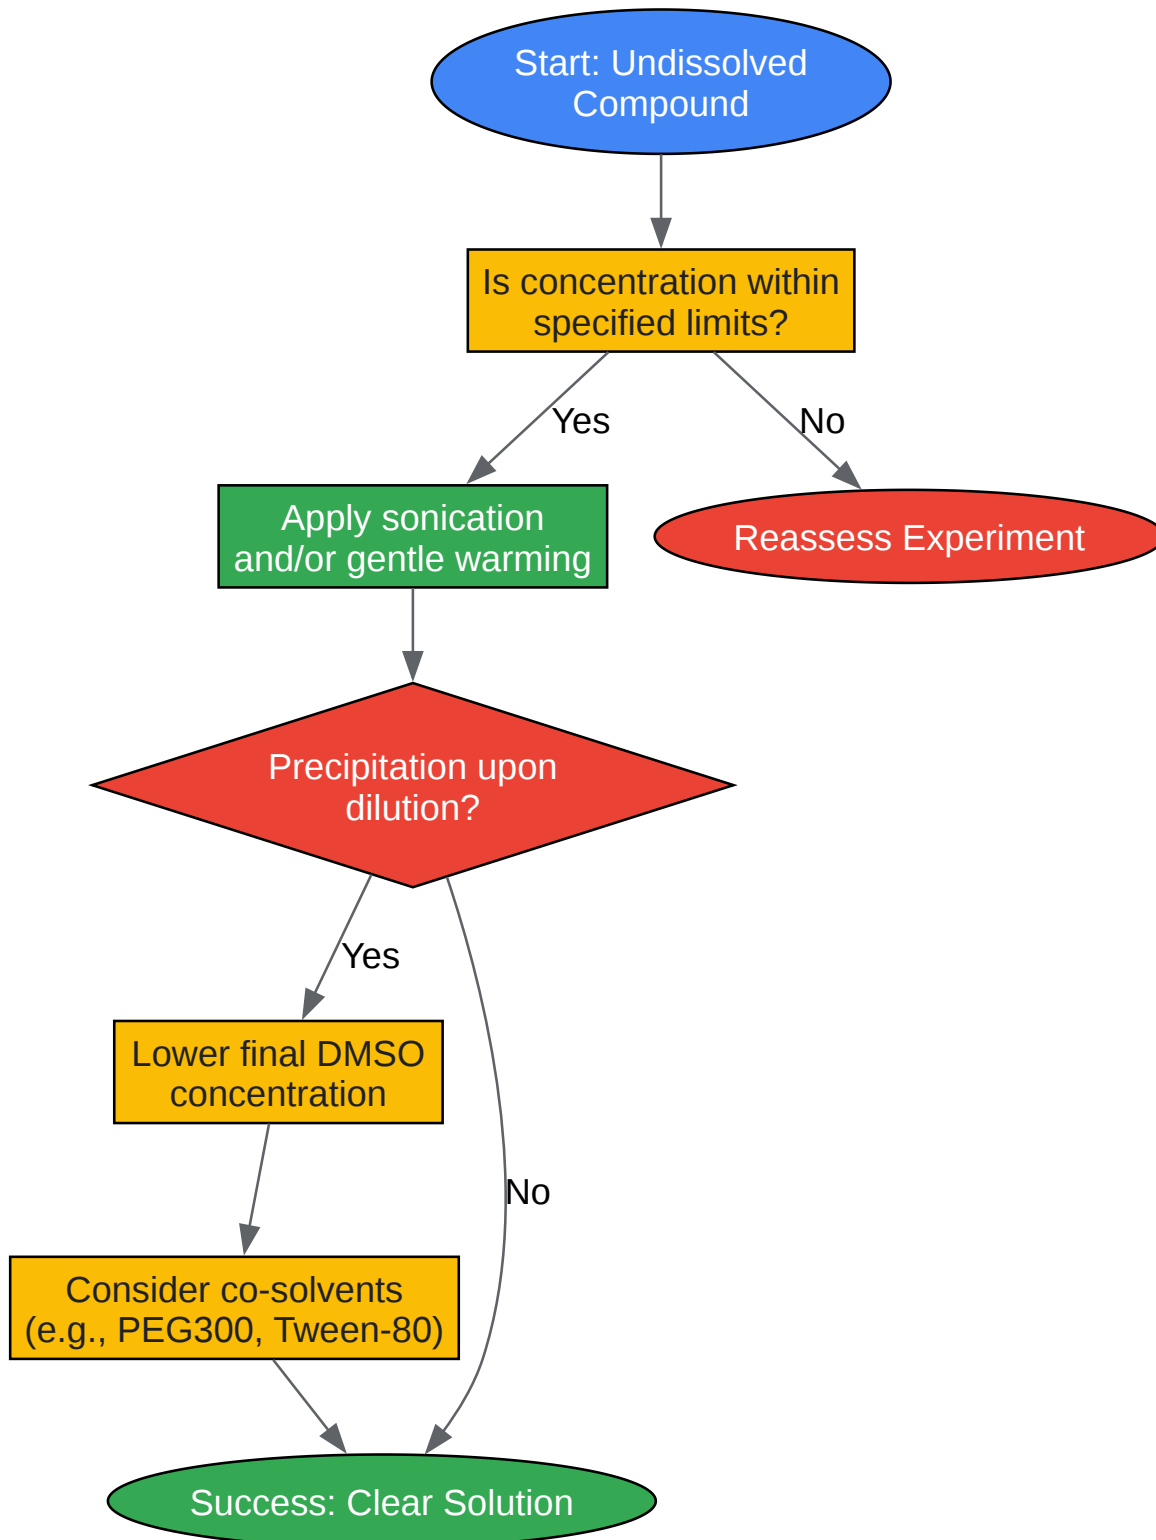 Start: Undissolved
Compound
Is concentration within
specified limits?
Yes
No
Apply sonication
and/or gentle warming
Reassess Experiment
Precipitation upon
dilution?
Yes
Lower final DMSO
concentration
No
Consider co-solvents
(e.g., PEG300, Tween-80)
Success: Clear Solution